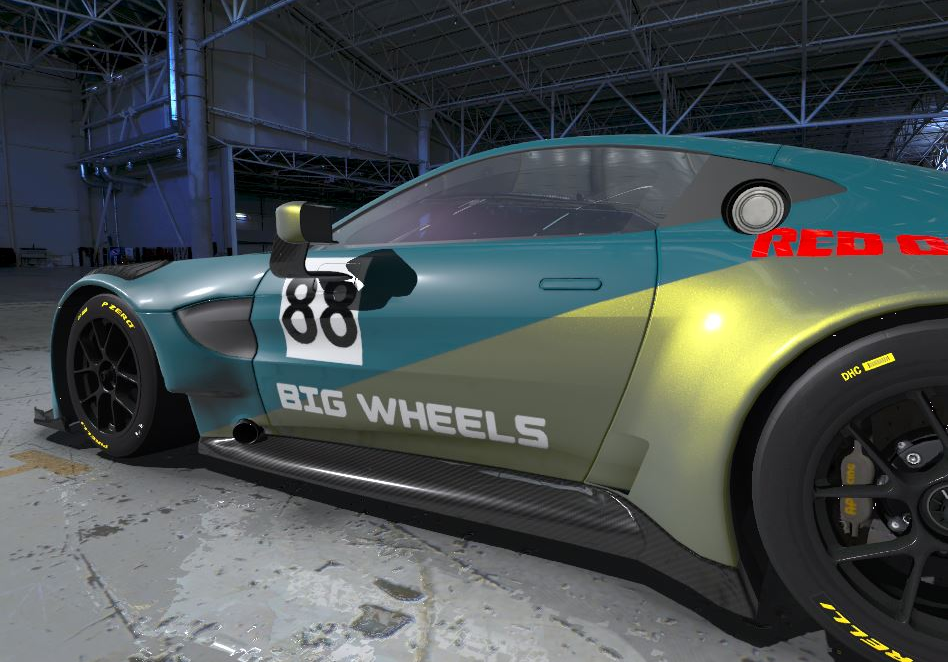 RED
88
BIG WHEELS
P ZERO
PIRELLI
DHC